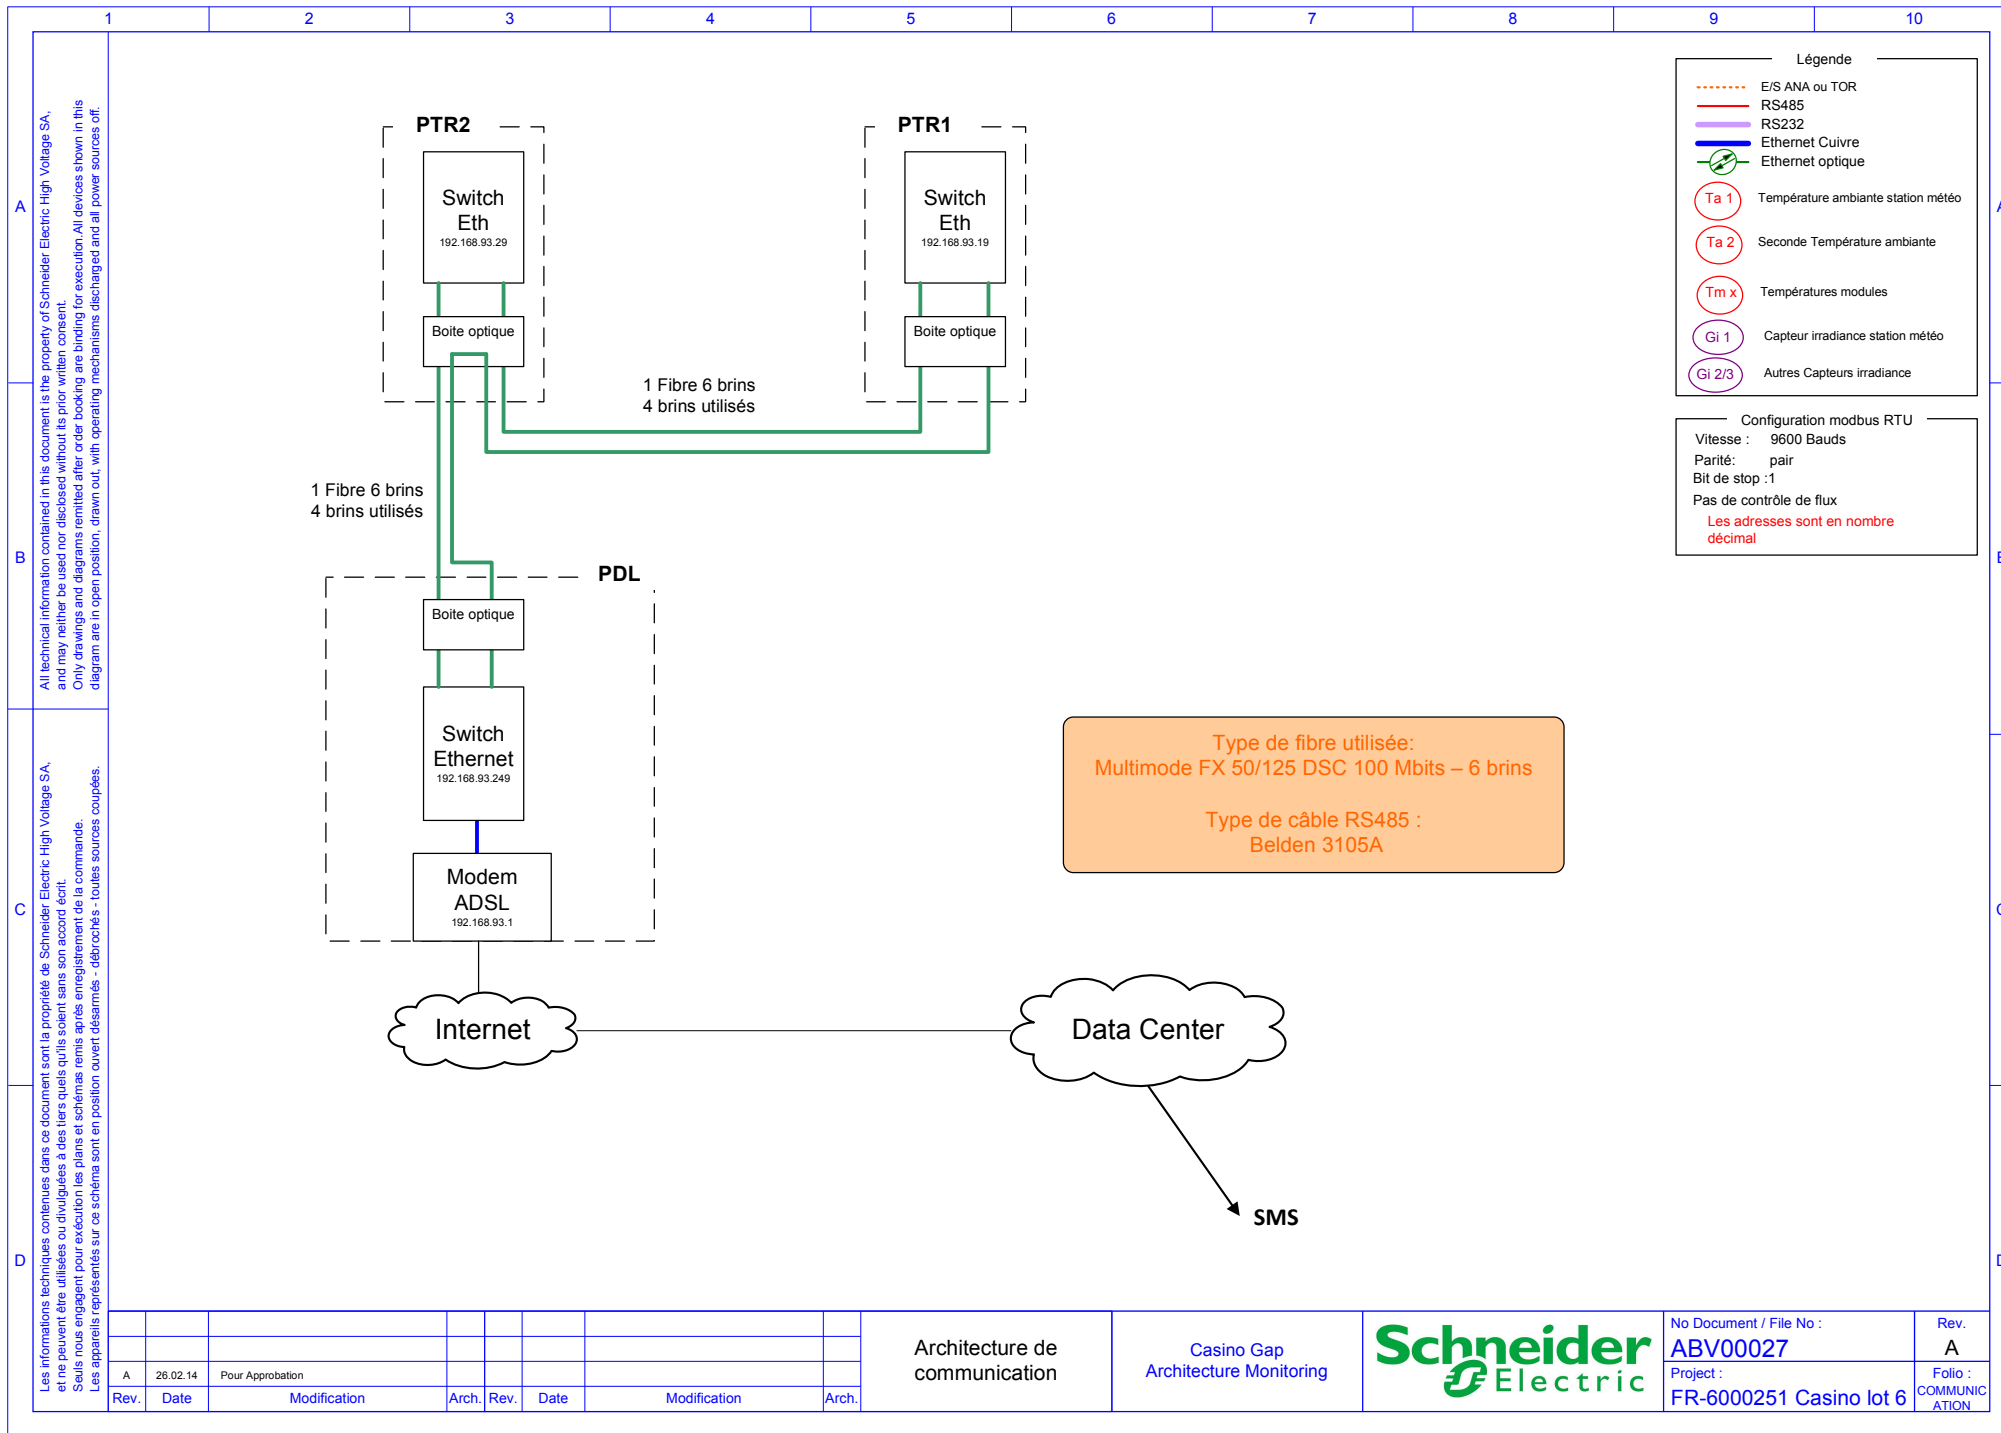 1 2 3 4 5 6 7 8 9 10
A
B
C
D
All technical information contained in this document is the property of Schneider Electric High Voltage SA,
and may neither be used nor disclosed without its prior written consent.
Only drawings and diagrams remitted after order booking are binding for execution.All devices shown in this
diagram are in open position, drawn out, with operating mechanisms discharged and all power sources off.
Les informations techniques contenues dans ce document sont la propriété de Schneider Electric High Voltage SA,
et ne peuvent être utilisées ou divulguées à des tiers quels qu'ils soient sans son accord écrit.
Seuls nous engagent pour exécution les plans et schémas remis après enregistrement de la commande.
Les appareils représentés sur ce schéma sont en position ouvert désarmés - débrochés - toutes sources coupées.
PTR2
Switch
Eth
192.168.93.29
Boite optique
PTR1
Switch
Eth
192.168.93.19
Boite optique
1 Fibre 6 brins
4 brins utilisés
1 Fibre 6 brins
4 brins utilisés
PDL
Boite optique
Switch
Ethernet
192.168.93.249
Modem
ADSL
192.168.93.1
Internet
Data Center
SMS
Légende
E/S ANA ou TOR
RS485
RS232
Ethernet Cuivre
Ethernet optique
Ta 1 Température ambiante station météo
Ta 2 Seconde Température ambiante
Tm x Températures modules
Gi 1 Capteur irradiance station météo
Gi 2/3 Autres Capteurs irradiance
Configuration modbus RTU
Vitesse : 9600 Bauds
Parité: pair
Bit de stop :1
Pas de contrôle de flux
Les adresses sont en nombre
décimal
Type de fibre utilisée:
Multimode FX 50/125 DSC 100 Mbits – 6 brins
Type de câble RS485 :
Belden 3105A
A 26.02.14 Pour Approbation
Rev. Date Modification Arch. Rev. Date Modification Arch.
Architecture de
communication
Casino Gap
Architecture Monitoring
Schneider
Electric
No Document / File No :
ABV00027
Project :
FR-6000251 Casino lot 6
Rev.
A
Folio :
COMMUNIC
ATION